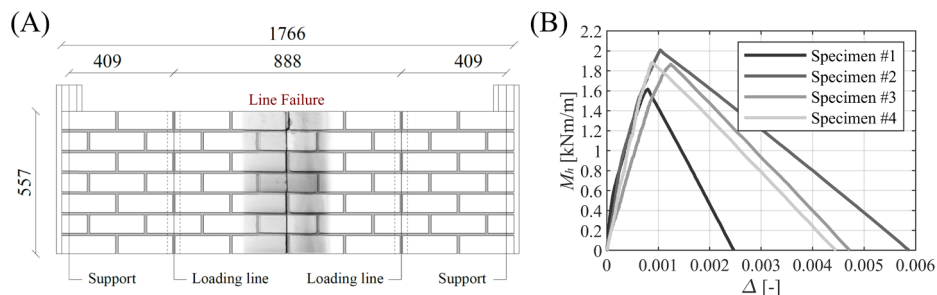 (A)
1766
409
888
409
Line Failure
557
Support
Loading line
Loading line
Support
(B)
2.2
2
1.8
1.6
1.4
1.2
1
0.8
0.6
0.4
0.2
0
Mₕ [kNm/m]
Specimen #1
Specimen #2
Specimen #3
Specimen #4
0 0.001 0.002 0.003 0.004 0.005 0.006
Δ [-]